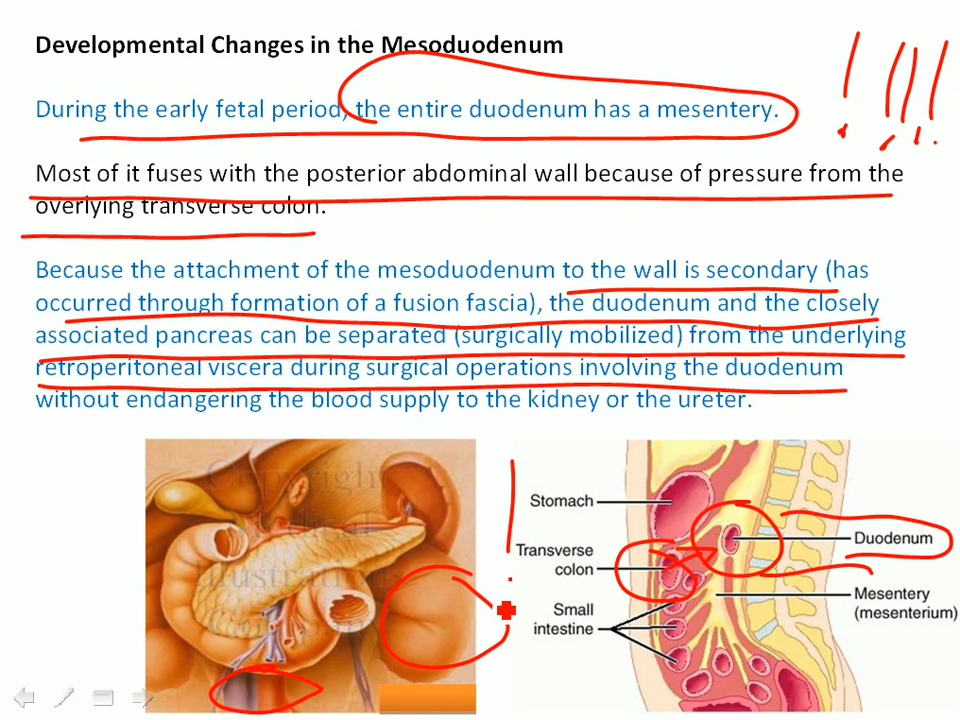 Developmental Changes in the Mesoduodenum
During the early fetal period, the entire duodenum has a mesentery.
Most of it fuses with the posterior abdominal wall because of pressure from the
overlying transverse colon.
Because the attachment of the mesoduodenum to the wall is secondary (has
occurred through formation of a fusion fascia), the duodenum and the closely
associated pancreas can be separated (surgically mobilized) from the underlying
retroperitoneal viscera during surgical operations involving the duodenum
without endangering the blood supply to the kidney or the ureter.
Copyright
Medical
Illustrations
Stomach
Transverse
colon
Small
intestine
Duodenum
Mesentery
(mesenterium)